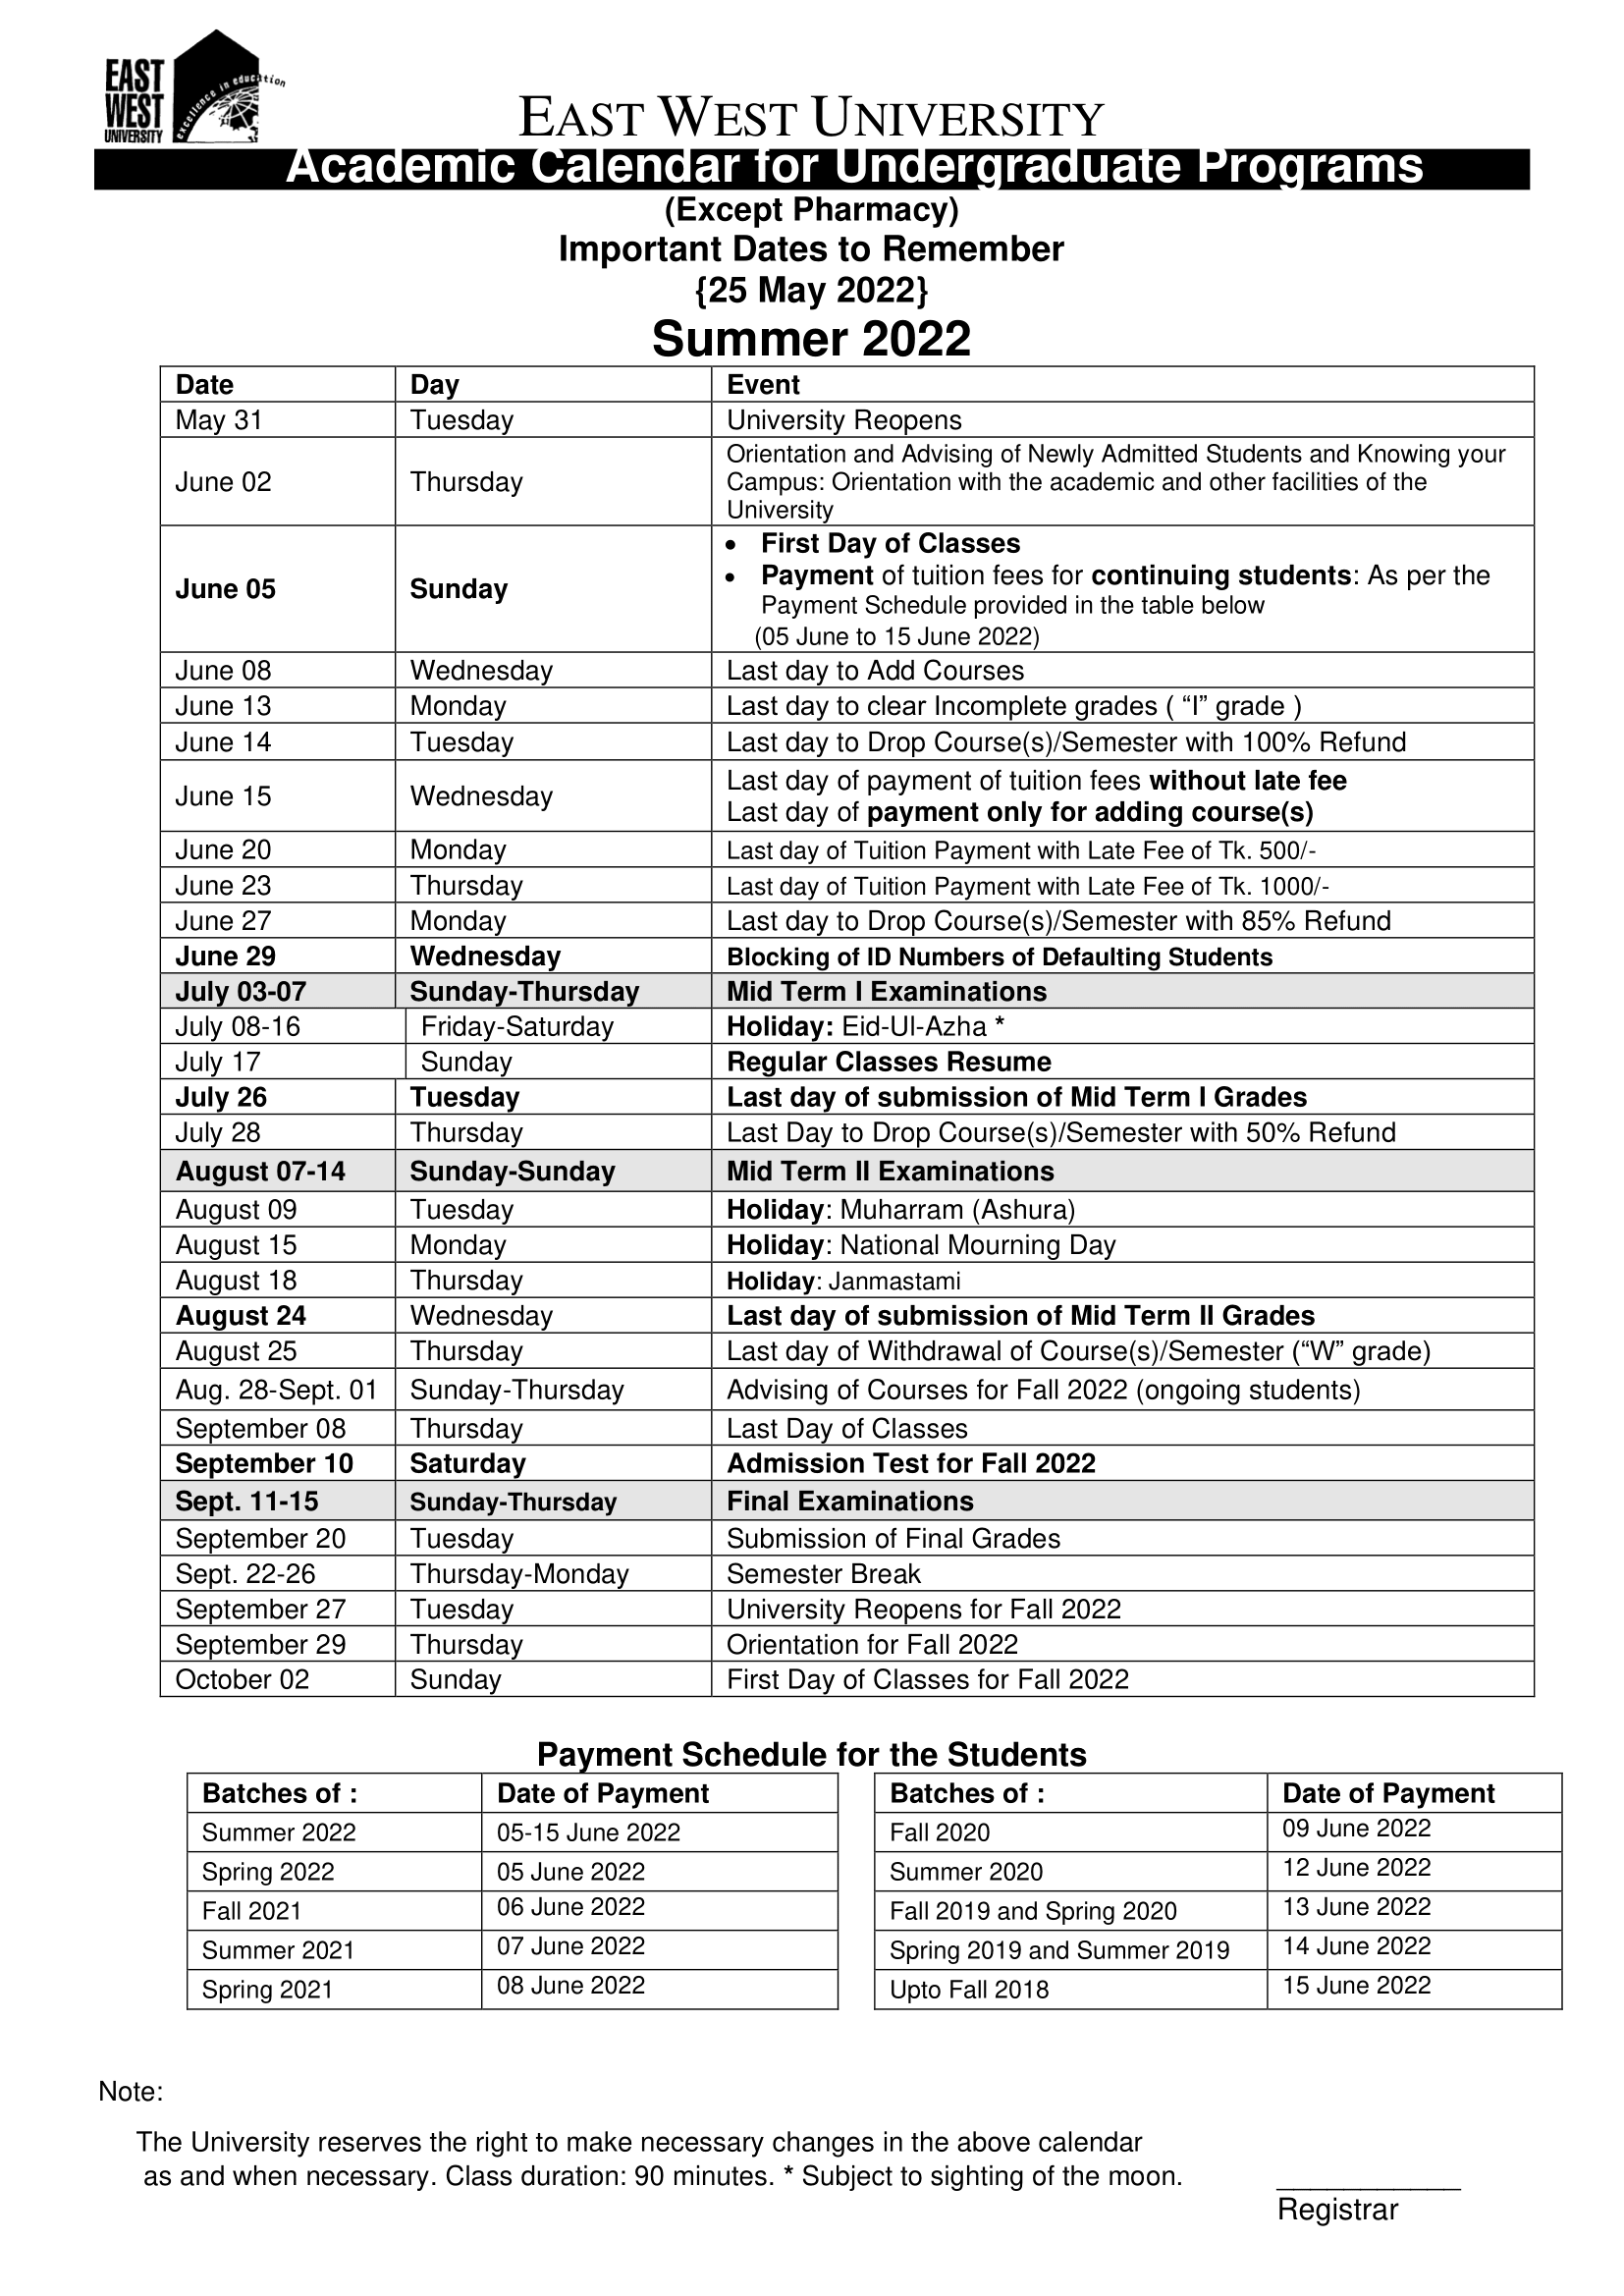 EAST
WEST
UNIVERSITY
excellence in education
EAST WEST UNIVERSITY
Academic Calendar for Undergraduate Programs
(Except Pharmacy)
Important Dates to Remember
{25 May 2022}
Summer 2022
Date Day Event
May 31 Tuesday University Reopens
June 02 Thursday Orientation and Advising of Newly Admitted Students and Knowing your
Campus: Orientation with the academic and other facilities of the
University
June 05 Sunday • First Day of Classes
• Payment of tuition fees for continuing students: As per the
Payment Schedule provided in the table below
(05 June to 15 June 2022)
June 08 Wednesday Last day to Add Courses
June 13 Monday Last day to clear Incomplete grades ( “I” grade )
June 14 Tuesday Last day to Drop Course(s)/Semester with 100% Refund
June 15 Wednesday Last day of payment of tuition fees without late fee
Last day of payment only for adding course(s)
June 20 Monday Last day of Tuition Payment with Late Fee of Tk. 500/-
June 23 Thursday Last day of Tuition Payment with Late Fee of Tk. 1000/-
June 27 Monday Last day to Drop Course(s)/Semester with 85% Refund
June 29 Wednesday Blocking of ID Numbers of Defaulting Students
July 03-07 Sunday-Thursday Mid Term I Examinations
July 08-16 Friday-Saturday Holiday: Eid-Ul-Azha *
July 17 Sunday Regular Classes Resume
July 26 Tuesday Last day of submission of Mid Term I Grades
July 28 Thursday Last Day to Drop Course(s)/Semester with 50% Refund
August 07-14 Sunday-Sunday Mid Term II Examinations
August 09 Tuesday Holiday: Muharram (Ashura)
August 15 Monday Holiday: National Mourning Day
August 18 Thursday Holiday: Janmastami
August 24 Wednesday Last day of submission of Mid Term II Grades
August 25 Thursday Last day of Withdrawal of Course(s)/Semester (“W” grade)
Aug. 28-Sept. 01 Sunday-Thursday Advising of Courses for Fall 2022 (ongoing students)
September 08 Thursday Last Day of Classes
September 10 Saturday Admission Test for Fall 2022
Sept. 11-15 Sunday-Thursday Final Examinations
September 20 Tuesday Submission of Final Grades
Sept. 22-26 Thursday-Monday Semester Break
September 27 Tuesday University Reopens for Fall 2022
September 29 Thursday Orientation for Fall 2022
October 02 Sunday First Day of Classes for Fall 2022
Payment Schedule for the Students
Batches of : Date of Payment Batches of : Date of Payment
Summer 2022 05-15 June 2022 Fall 2020 09 June 2022
Spring 2022 05 June 2022 Summer 2020 12 June 2022
Fall 2021 06 June 2022 Fall 2019 and Spring 2020 13 June 2022
Summer 2021 07 June 2022 Spring 2019 and Summer 2019 14 June 2022
Spring 2021 08 June 2022 Upto Fall 2018 15 June 2022
Note:
The University reserves the right to make necessary changes in the above calendar
as and when necessary. Class duration: 90 minutes. * Subject to sighting of the moon.
Registrar